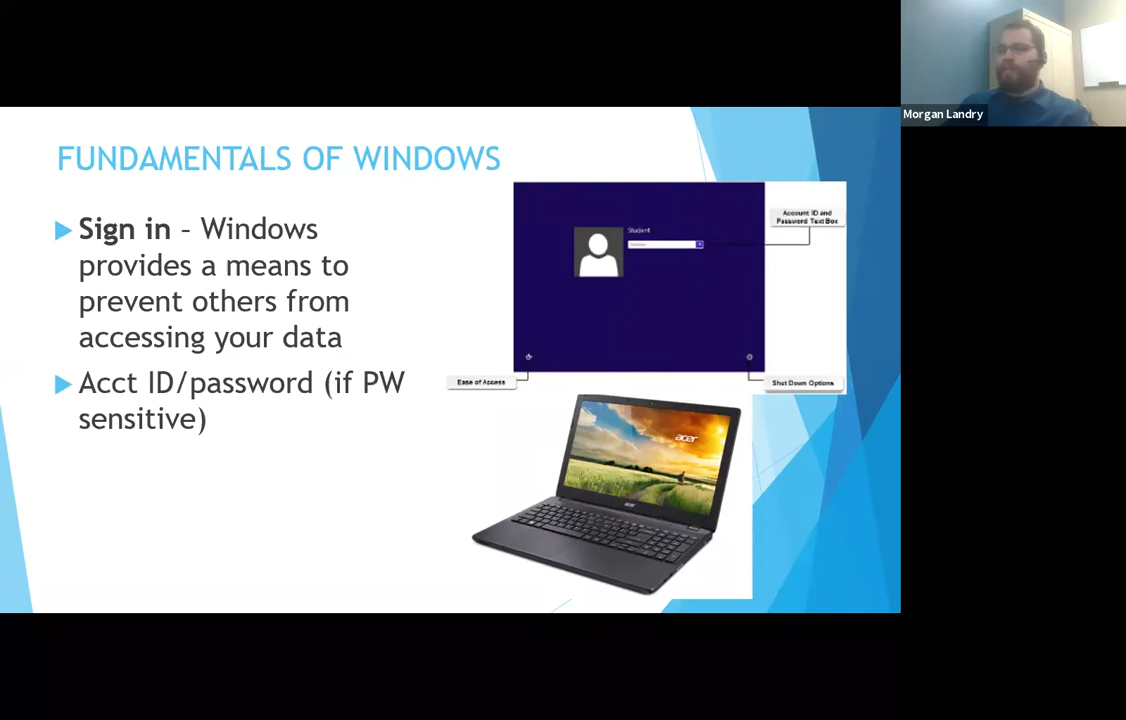 Morgan Landry
FUNDAMENTALS OF WINDOWS
Sign in – Windows
provides a means to
prevent others from
accessing your data
Acct ID/password (if PW
sensitive)
Account ID and
Password Text Box
Student
Ease of Access
Shut Down Options
acer
acer